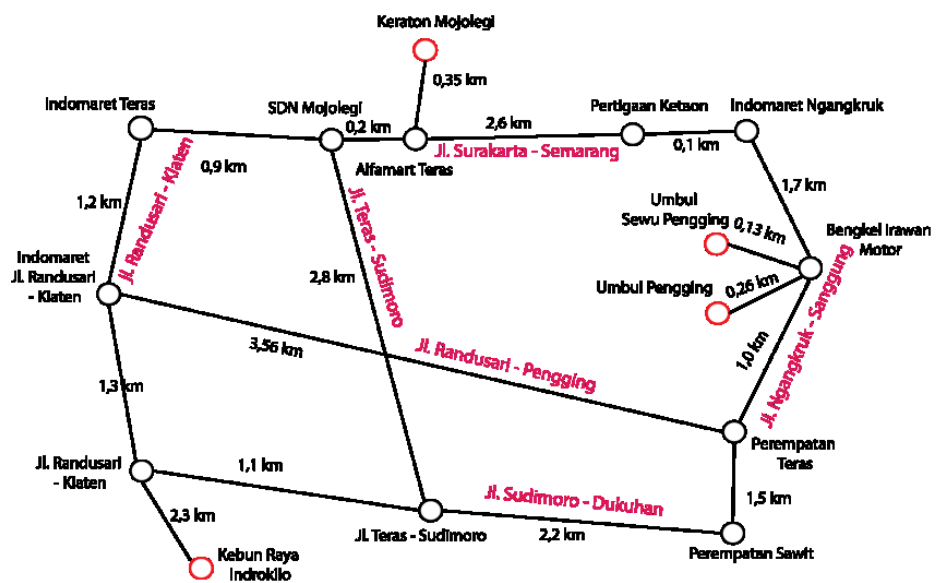 Keraton Mojolegi
0,35 km
Indomaret Teras
SDN Mojolegi
0,2 km
2,6 km
Pertigaan Ketaon
Indomaret Ngangkruk
Jl. Surakarta - Semarang
0,1 km
Alfamart Teras
0,9 km
1,2 km
Jl. Randusari - Klaten
Jl. Teras - Sudimoro
1,7 km
Umbul
Sewu Pengging
0,13 km
Bengkel Irawan
Motor
Indomaret
Jl. Randusari
- Klaten
2,8 km
Umbul Pengging
0,26 km
3,56 km
Jl. Randusari - Pengging
1,0 km
Jl. Ngangkruk - Sanggung
1,3 km
Perempatan
Teras
Jl. Randusari
- Klaten
1,1 km
Jl. Sudimoro - Dukuhan
1,5 km
2,3 km
Jl. Teras - Sudimoro
2,2 km
Perempatan Sawit
Kebun Raya
Indrokilo